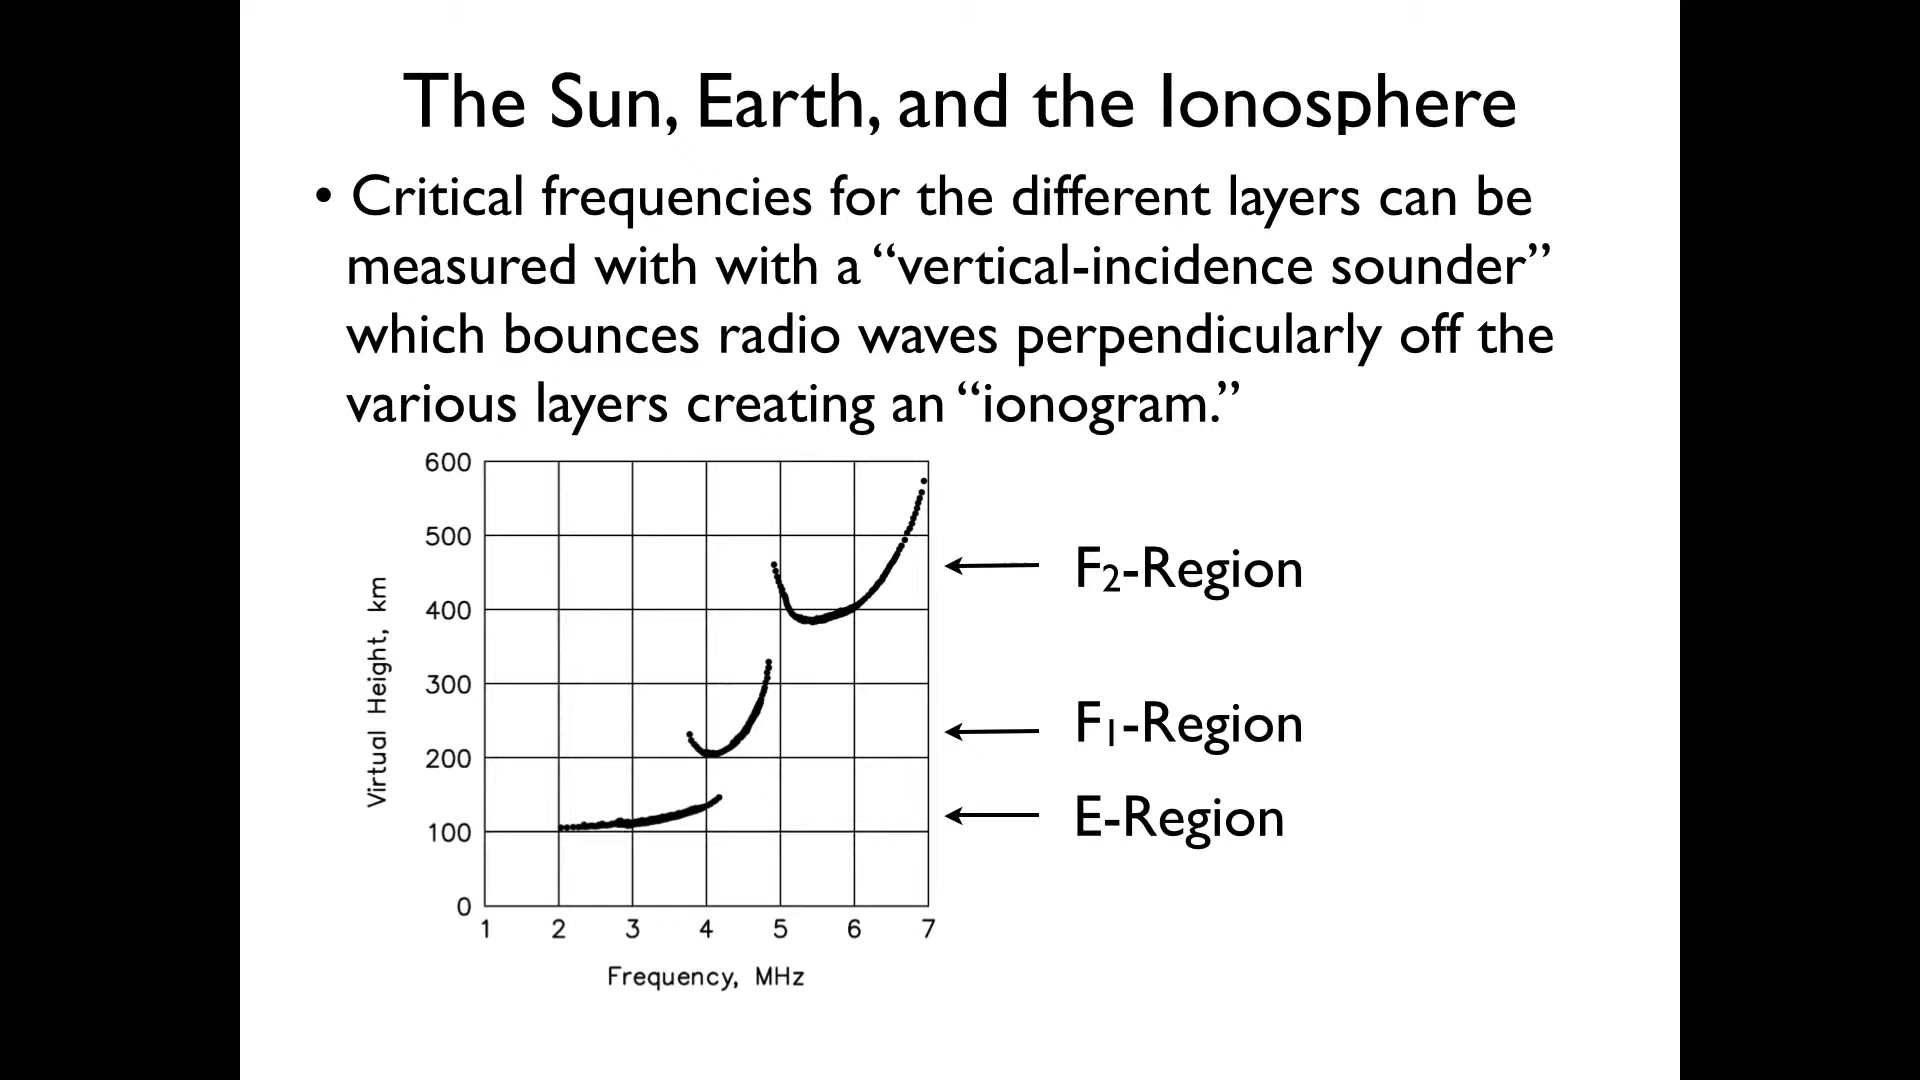 The Sun, Earth, and the Ionosphere
• Critical frequencies for the different layers can be
measured with with a “vertical-incidence sounder”
which bounces radio waves perpendicularly off the
various layers creating an “ionogram.”
600
500
400
300
200
100
0
Virtual Height, km
1 2 3 4 5 6 7
Frequency, MHz
F₂-Region
F₁-Region
E-Region